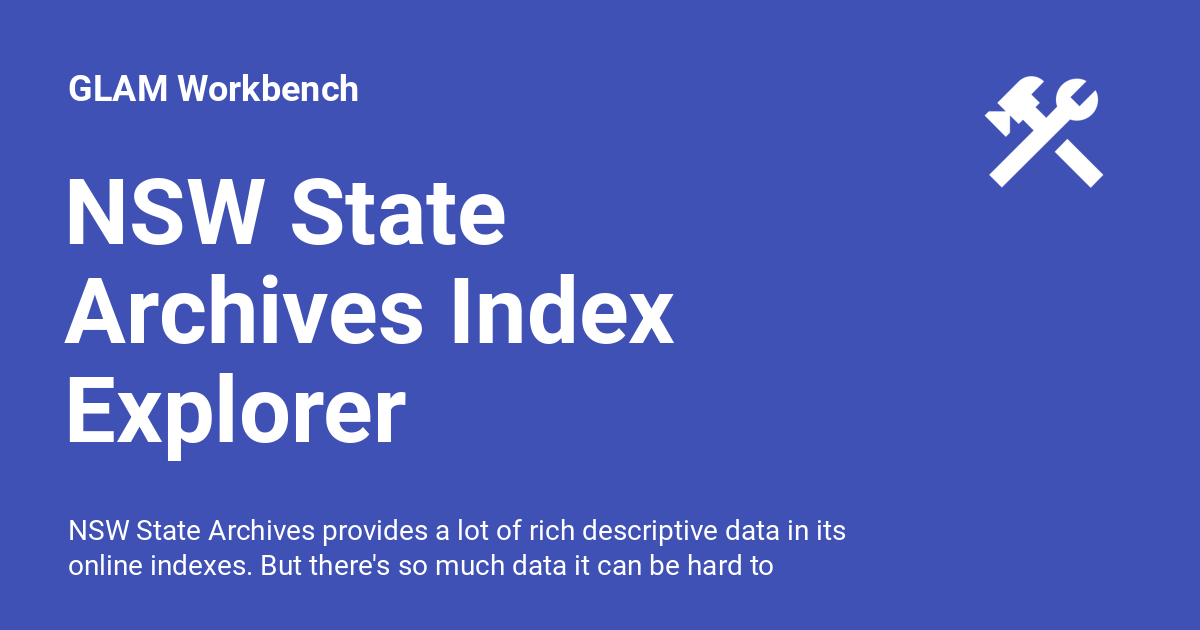 GLAM Workbench
NSW State
Archives Index
Explorer
NSW State Archives provides a lot of rich descriptive data in its
online indexes. But there's so much data it can be hard to